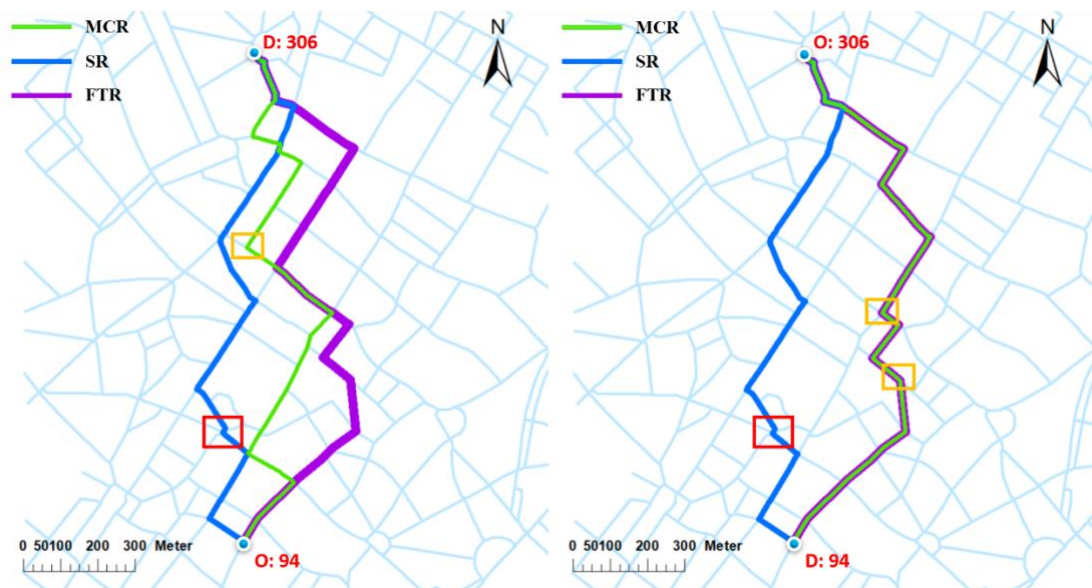 MCR
SR
FTR
D: 306
N
0 50100 200 300 Meter
O: 94
MCR
SR
FTR
O: 306
N
0 50100 200 300 Meter
D: 94